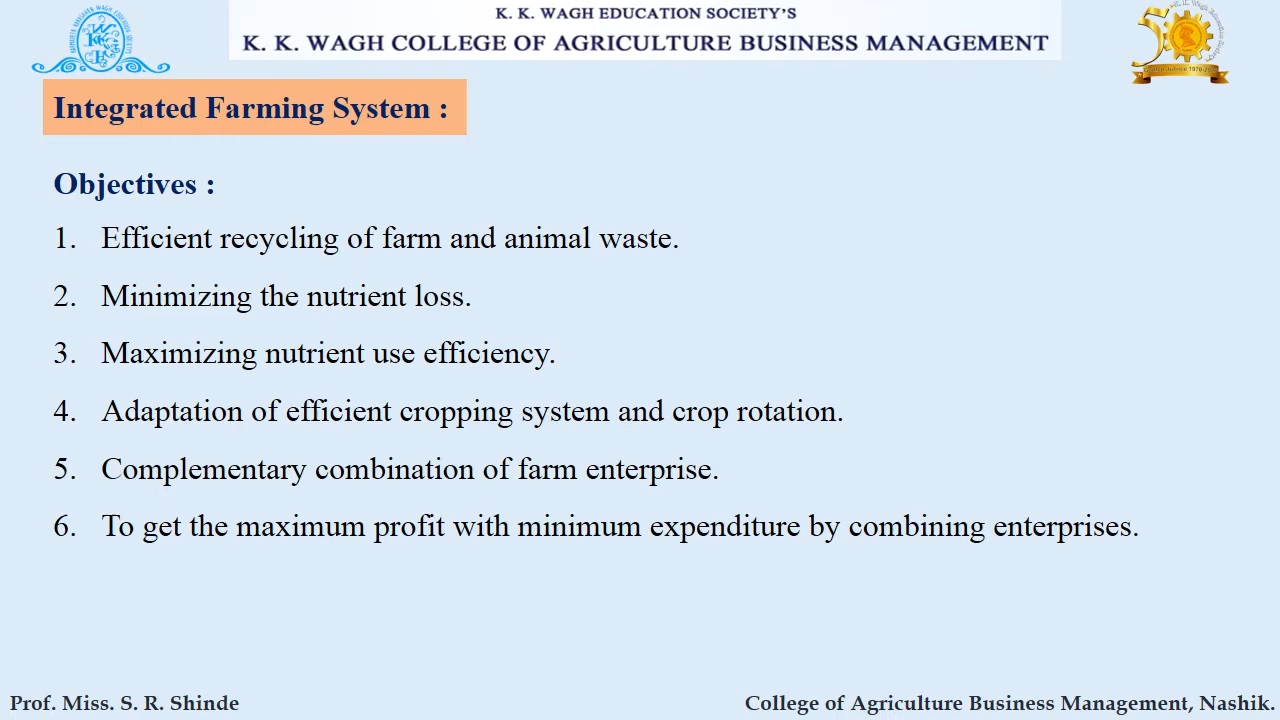 K. K. WAGH EDUCATION SOCIETY'S
K. K. WAGH COLLEGE OF AGRICULTURE BUSINESS MANAGEMENT
Integrated Farming System :
Objectives :
1. Efficient recycling of farm and animal waste.
2. Minimizing the nutrient loss.
3. Maximizing nutrient use efficiency.
4. Adaptation of efficient cropping system and crop rotation.
5. Complementary combination of farm enterprise.
6. To get the maximum profit with minimum expenditure by combining enterprises.
Prof. Miss. S. R. Shinde
College of Agriculture Business Management, Nashik.